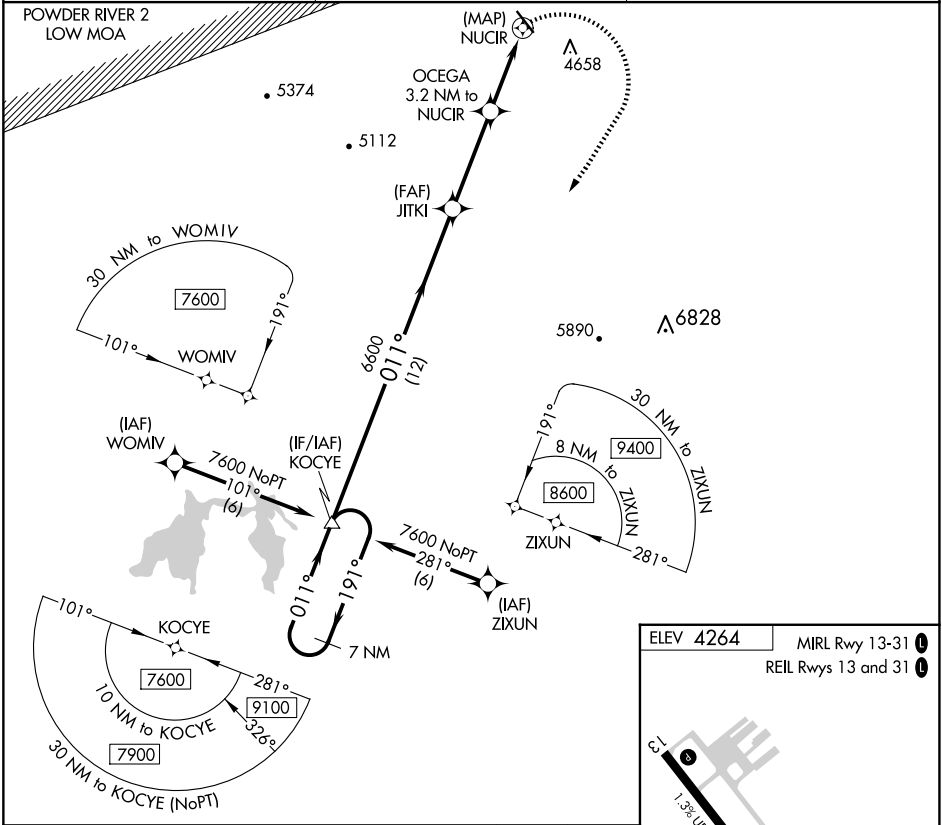 POWDER RIVER 2
LOW MOA
(MAP)
NUCIR
4658
OCEGA
3.2 NM to
NUCIR
5374
5112
(FAF)
JITKI
30 NM to WOMIV
7600
101°
191°
WOMIV
6600
011°
(12)
5890
6828
(IAF)
WOMIV
7600 NoPT
101°
(6)
(IF/IAF)
KOCYE
191°
30 NM to ZIXUN
9400
8 NM to ZIXUN
8600
ZIXUN
281°
7600 NoPT
281°
(6)
(IAF)
ZIXUN
011°
191°
7 NM
101°
KOCYE
7600
281°
9100
326°
10 NM to KOCYE
7900
30 NM to KOCYE (NoPT)
ELEV 4264
MIRL Rwy 13-31 L
REIL Rwys 13 and 31 L
13
P
1.3%